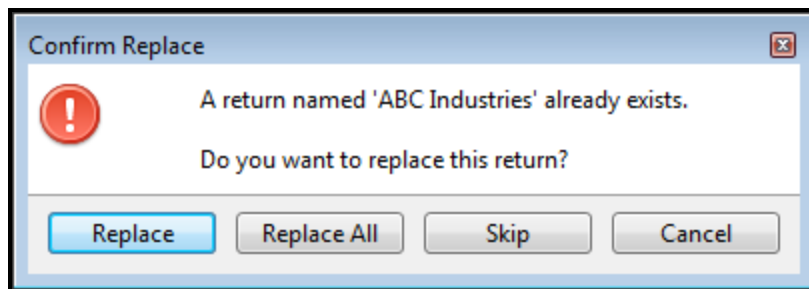 Confirm Replace
A return named 'ABC Industries' already exists.
Do you want to replace this return?
Replace
Replace All
Skip
Cancel